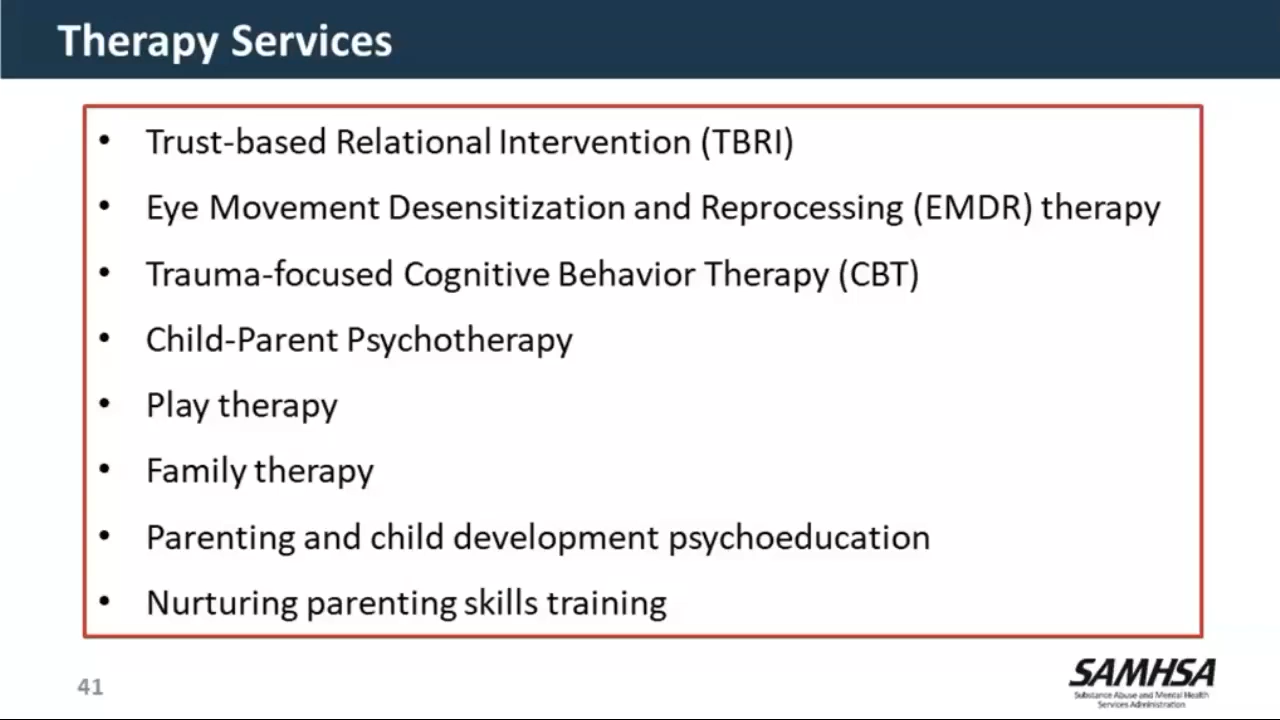 Therapy Services
• Trust-based Relational Intervention (TBRI)
• Eye Movement Desensitization and Reprocessing (EMDR) therapy
• Trauma-focused Cognitive Behavior Therapy (CBT)
• Child-Parent Psychotherapy
• Play therapy
• Family therapy
• Parenting and child development psychoeducation
• Nurturing parenting skills training
41
SAMHSA
Substance Abuse and Mental Health
Services Administration